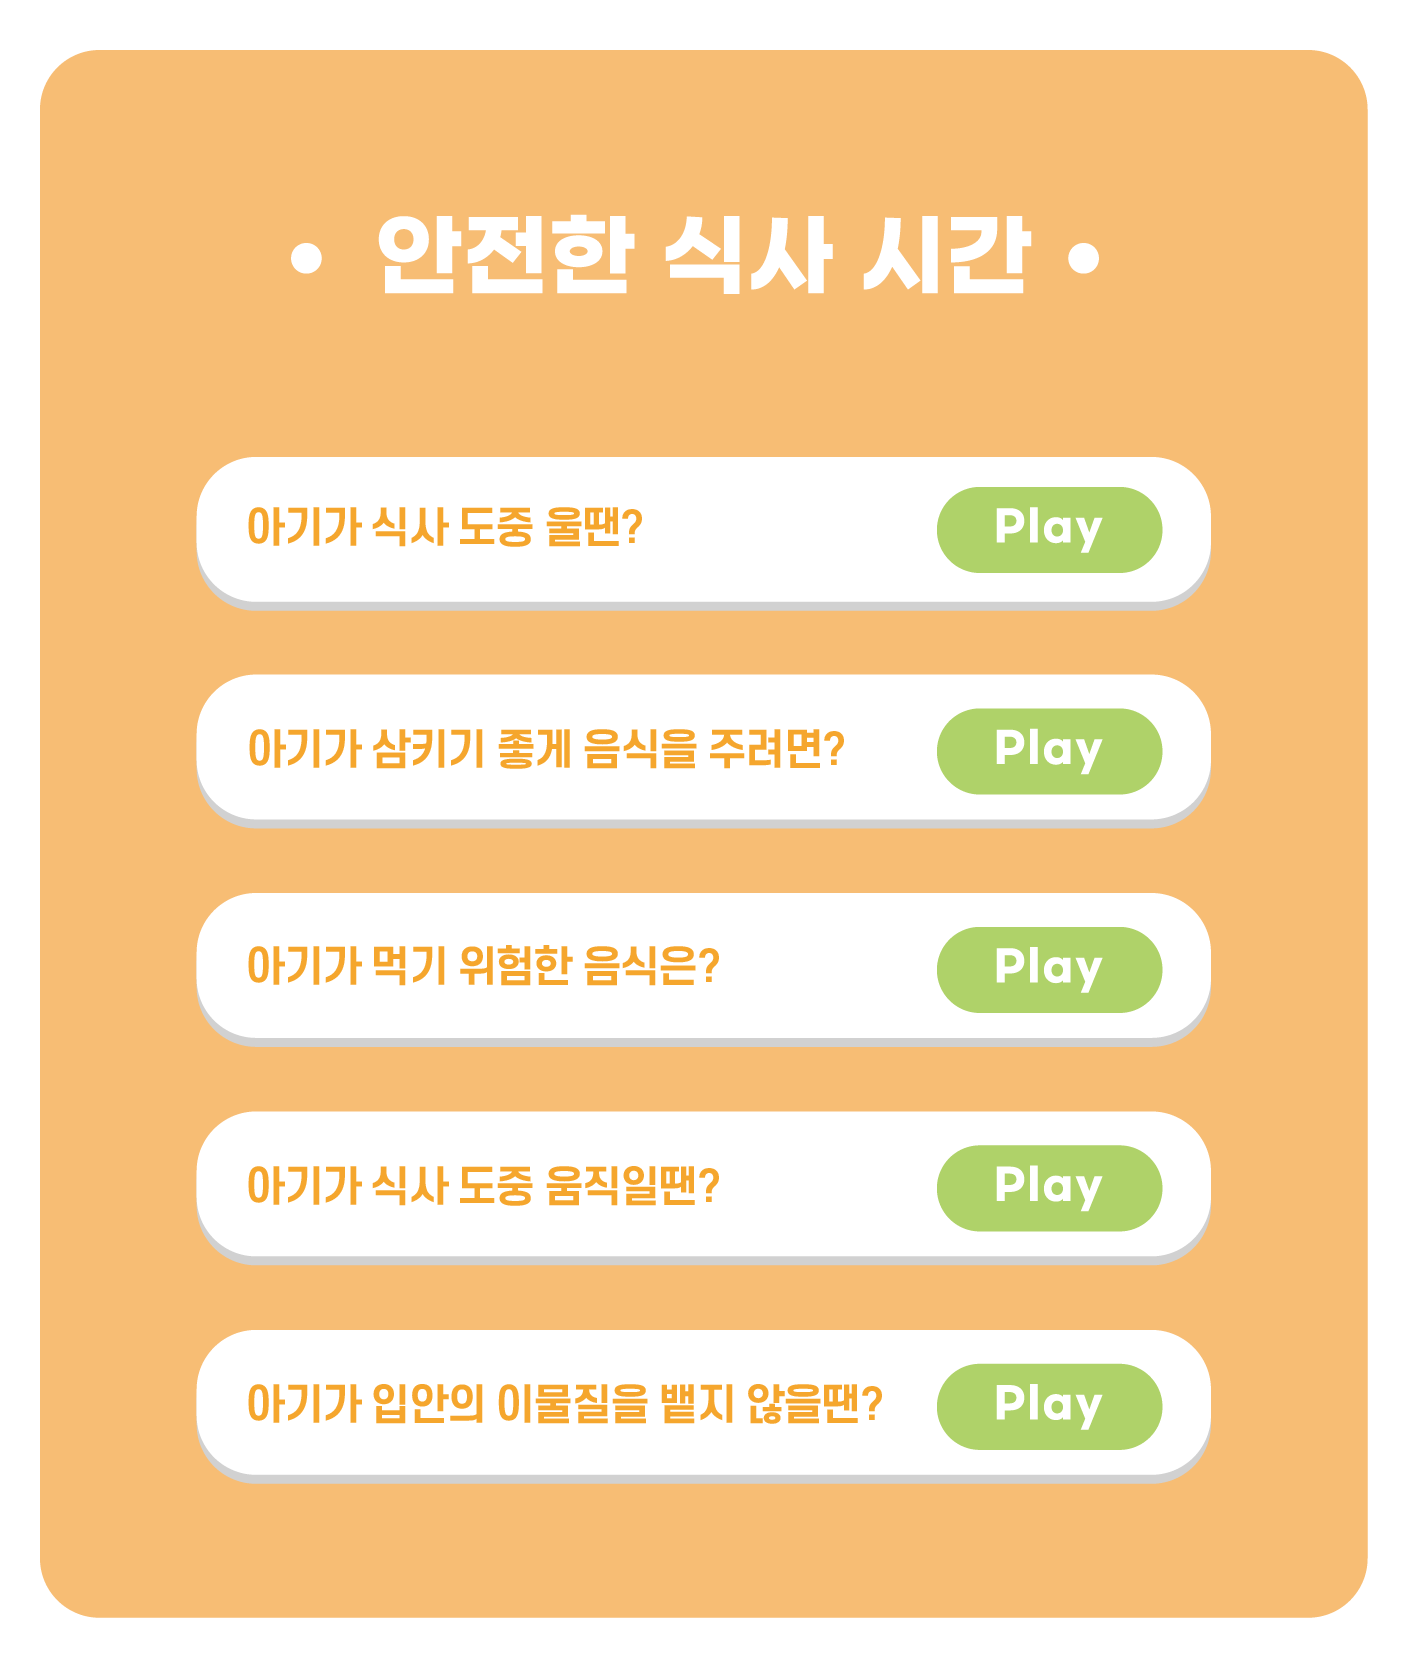 • 안전한 식사 시간 •
아기가 식사 도중 울땐? Play
아기가 삼키기 좋게 음식을 주려면? Play
아기가 먹기 위험한 음식은? Play
아기가 식사 도중 움직일땐? Play
아기가 입안의 이물질을 뱉지 않을땐? Play